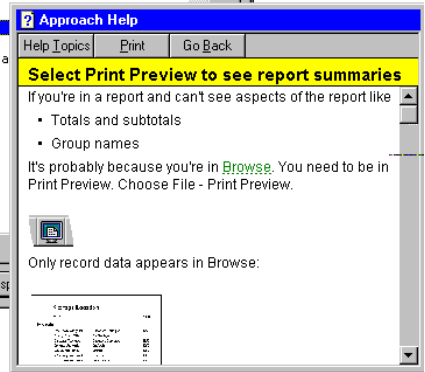 Approach Help
Help Topics Print Go Back
Select Print Preview to see report summaries
If you're in a report and can't see aspects of the report like
▪ Totals and subtotals
▪ Group names
It's probably because you're in Browse. You need to be in
Print Preview. Choose File - Print Preview.
Only record data appears in Browse: